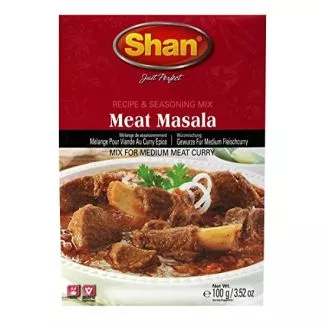 Shan
Just Perfect
RECIPE & SEASONING MIX
Meat Masala
Mélange de assaisonnement
Mélange Pour Viande Au Curry Epice
Würzmischung
Gewürze Fur Medium Fleischcurry
MIX FOR MEDIUM MEAT CURRY
Net Wt.
e 100 g / 3.52 oz